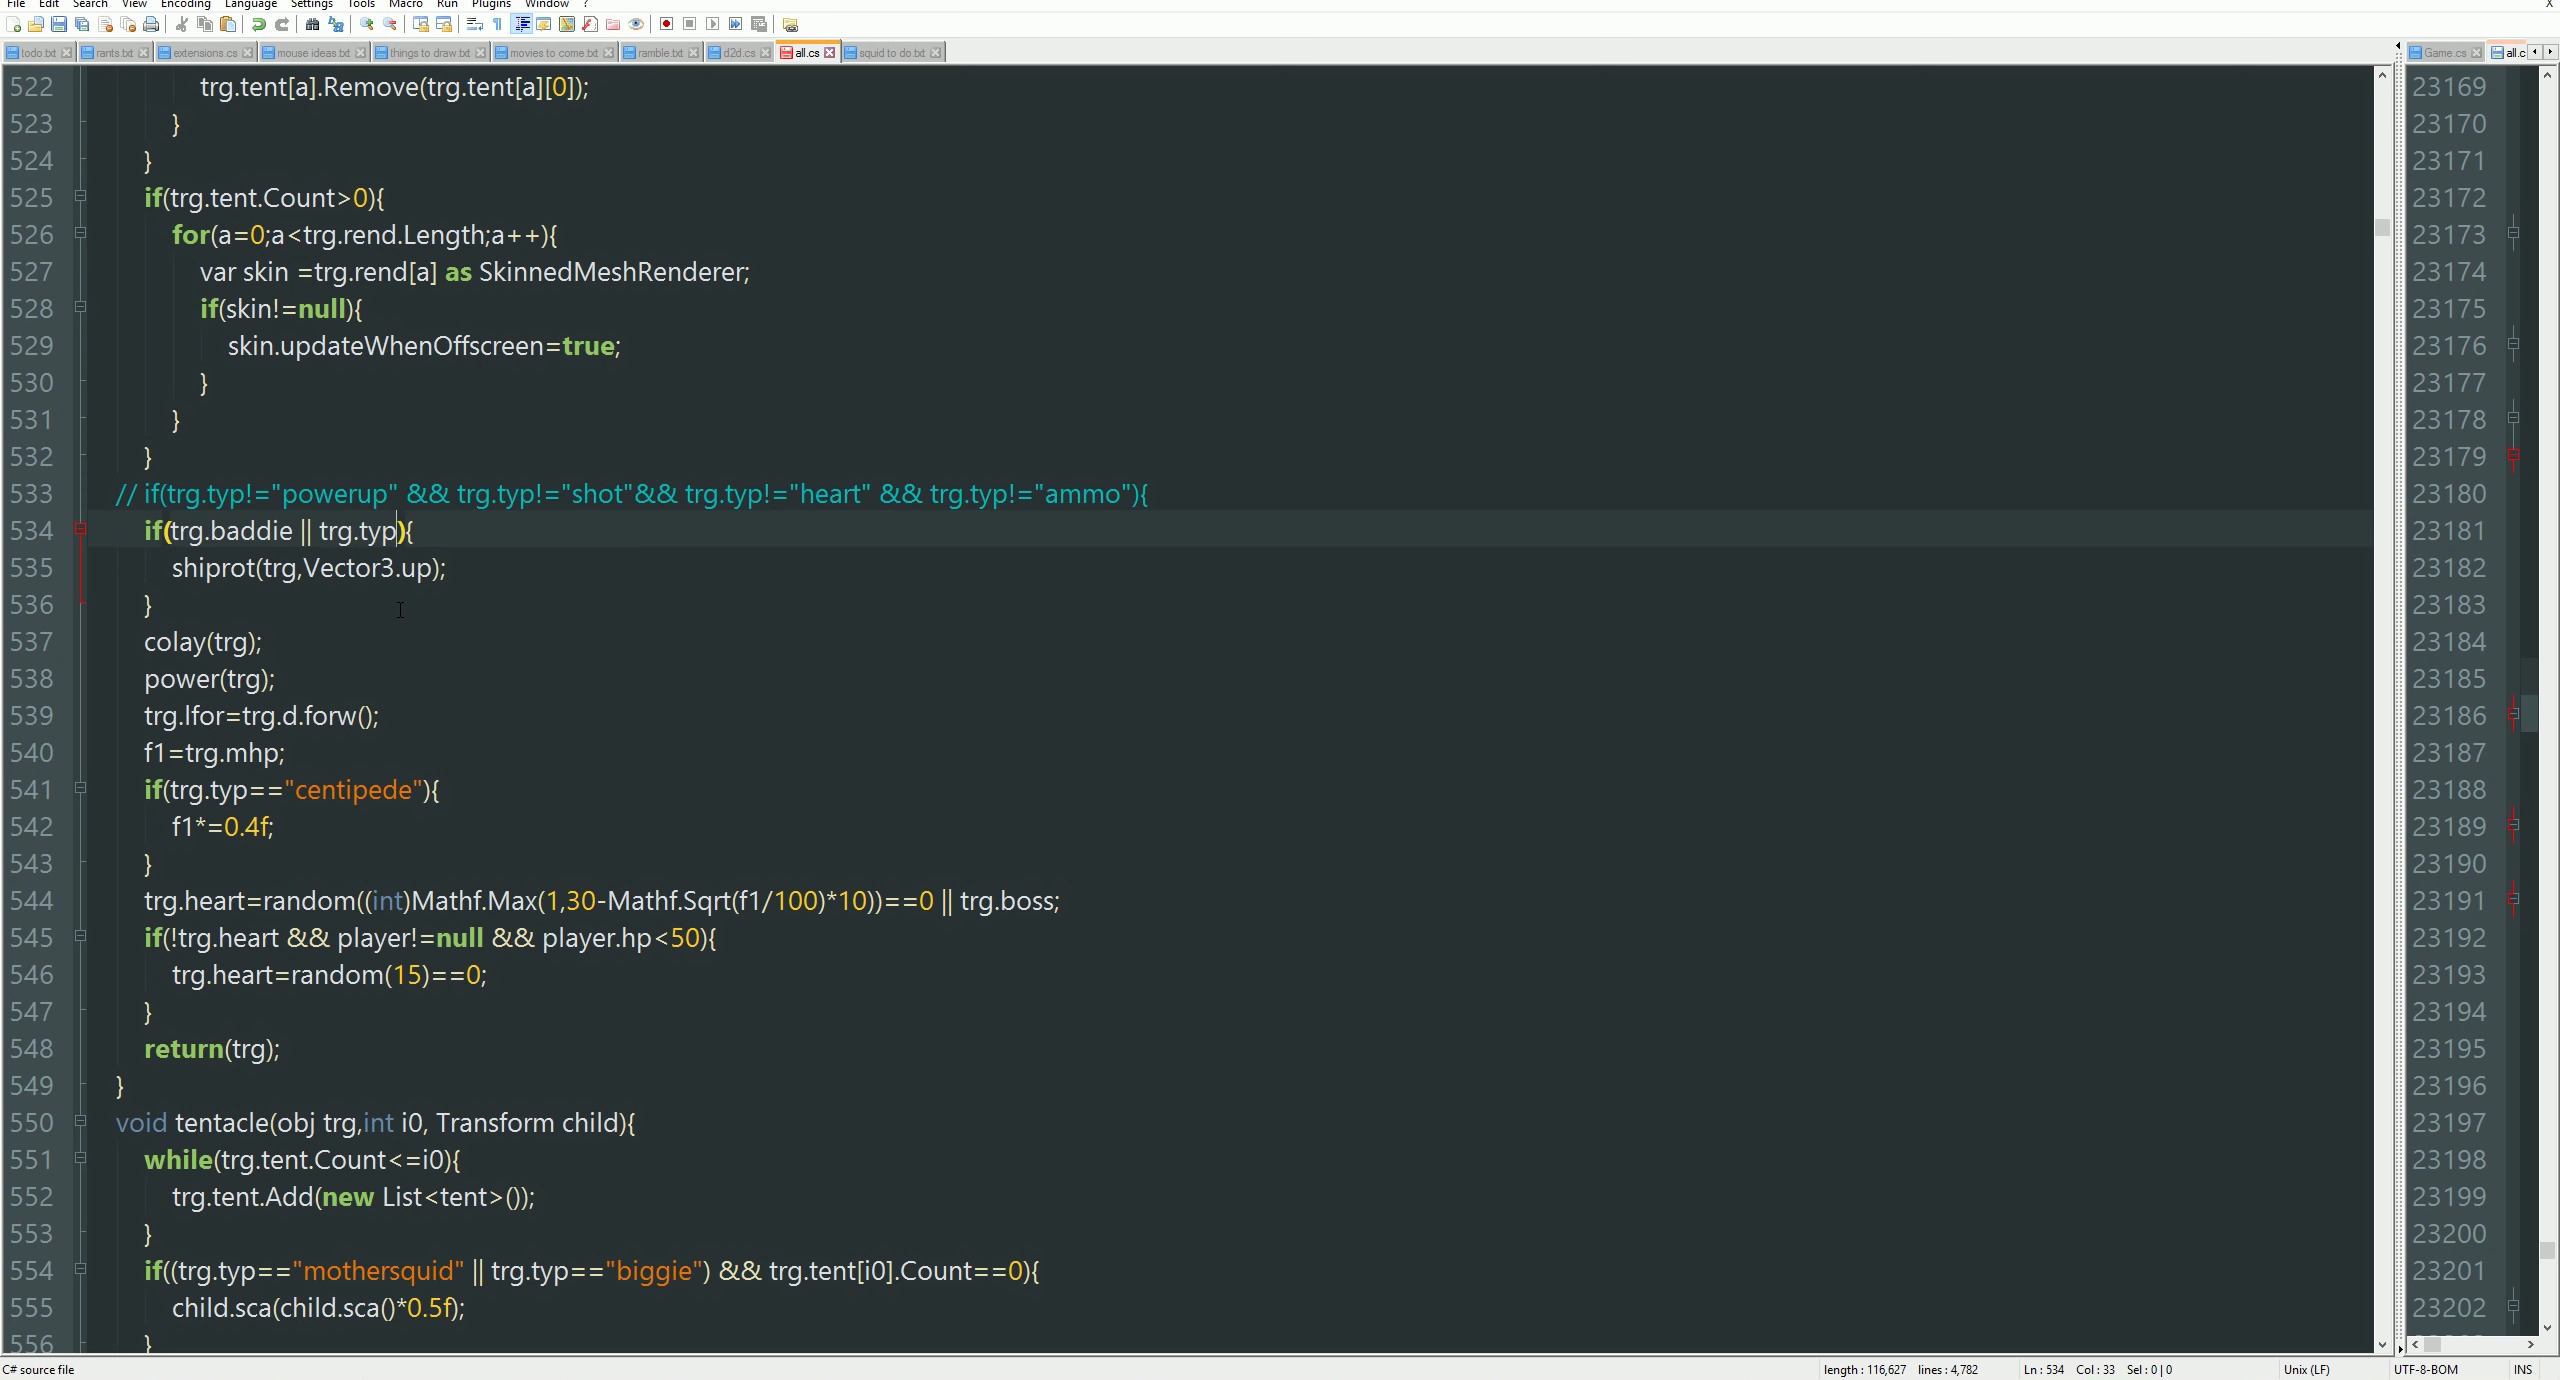 File Edit Search View Encoding Language Settings Tools Macro Run Plugins Window ? X
todo.txt rants.txt extensions.cs mouse ideas.txt things to draw.txt movies to come.txt ramble.txt d2d.cs all.cs squid to do.txt
522 trg.tent[a].Remove(trg.tent[a][0]);
523 }
524 }
525 if(trg.tent.Count>0){
526 for(a=0;a<trg.rend.Length;a++){
527 var skin =trg.rend[a] as SkinnedMeshRenderer;
528 if(skin!=null){
529 skin.updateWhenOffscreen=true;
530 }
531 }
532 }
533 // if(trg.typ!="powerup" && trg.typ!="shot"&& trg.typ!="heart" && trg.typ!="ammo"){
534 if(trg.baddie || trg.typ){
535 shiprot(trg,Vector3.up);
536 }
537 colay(trg);
538 power(trg);
539 trg.lfor=trg.d.forw();
540 f1=trg.mhp;
541 if(trg.typ=="centipede"){
542 f1*=0.4f;
543 }
544 trg.heart=random((int)Mathf.Max(1,30-Mathf.Sqrt(f1/100)*10))==0 || trg.boss;
545 if(!trg.heart && player!=null && player.hp<50){
546 trg.heart=random(15)==0;
547 }
548 return(trg);
549 }
550 void tentacle(obj trg,int i0, Transform child){
551 while(trg.tent.Count<=i0){
552 trg.tent.Add(new List<tent>());
553 }
554 if((trg.typ=="mothersquid" || trg.typ=="biggie") && trg.tent[i0].Count==0){
555 child.sca(child.sca()*0.5f);
556 }
Game.cs all.c
23169
23170
23171
23172
23173
23174
23175
23176
23177
23178
23179
23180
23181
23182
23183
23184
23185
23186
23187
23188
23189
23190
23191
23192
23193
23194
23195
23196
23197
23198
23199
23200
23201
23202
C# source file length : 116,627 lines : 4,782 Ln : 534 Col : 33 Sel : 0 | 0 Unix (LF) UTF-8-BOM INS